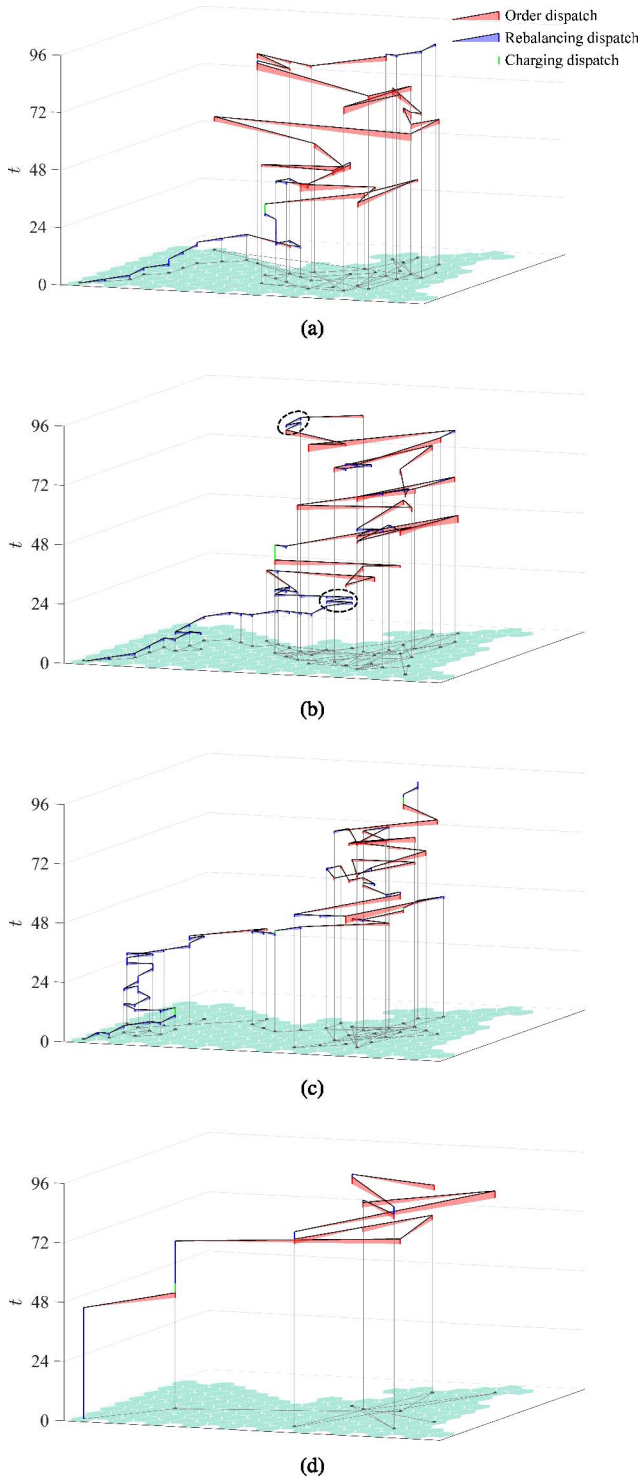 Order dispatch
Rebalancing dispatch
Charging dispatch
96
72
t
48
24
0
(a)
96
72
t
48
24
0
(b)
96
72
t
48
24
0
(c)
96
72
t
48
24
0
(d)